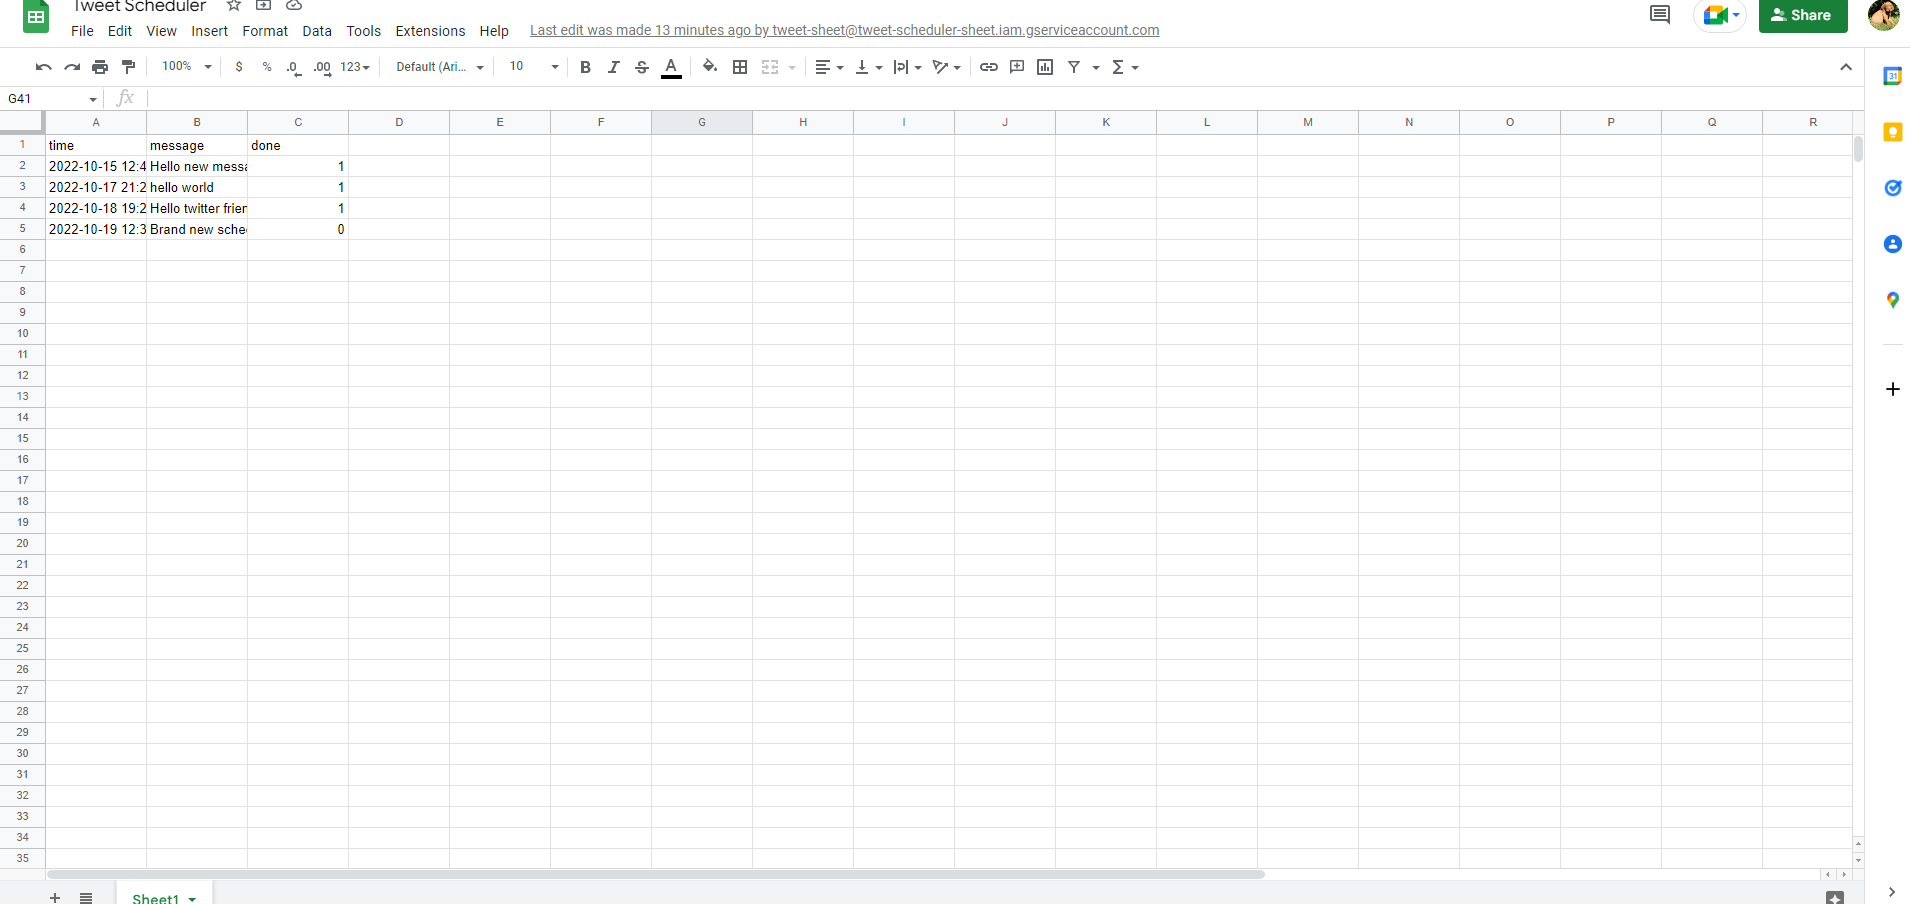 Tweet Scheduler
File Edit View Insert Format Data Tools Extensions Help Last edit was made 13 minutes ago by tweet-sheet@tweet-scheduler-sheet.iam.gserviceaccount.com
Share
100% $ % .0 .00 123 Default (Ari... 10 B I S A
31
G41 fx
A B C D E F G H I J K L M N O P Q R
1 time message done
2 2022-10-15 12:4 Hello new messa 1
3 2022-10-17 21:2 hello world 1
4 2022-10-18 19:2 Hello twitter frien 1
5 2022-10-19 12:3 Brand new sche 0
6
7
8
9
10
11
12
13
14
15
16
17
18
19
20
21
22
23
24
25
26
27
28
29
30
31
32
33
34
35
Sheet1